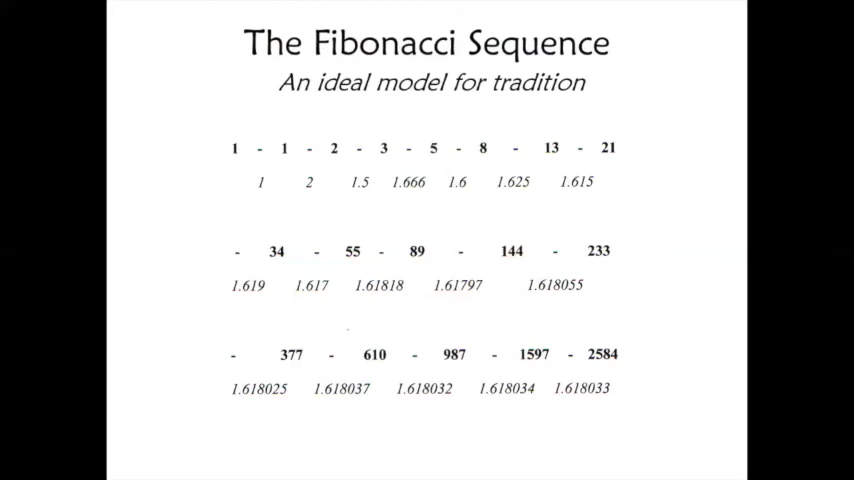 The Fibonacci Sequence
An ideal model for tradition
1 - 1 - 2 - 3 - 5 - 8 - 13 - 21
1 2 1.5 1.666 1.6 1.625 1.615
- 34 - 55 - 89 - 144 - 233
1.619 1.617 1.61818 1.61797 1.618055
- 377 - 610 - 987 - 1597 - 2584
1.618025 1.618037 1.618032 1.618034 1.618033